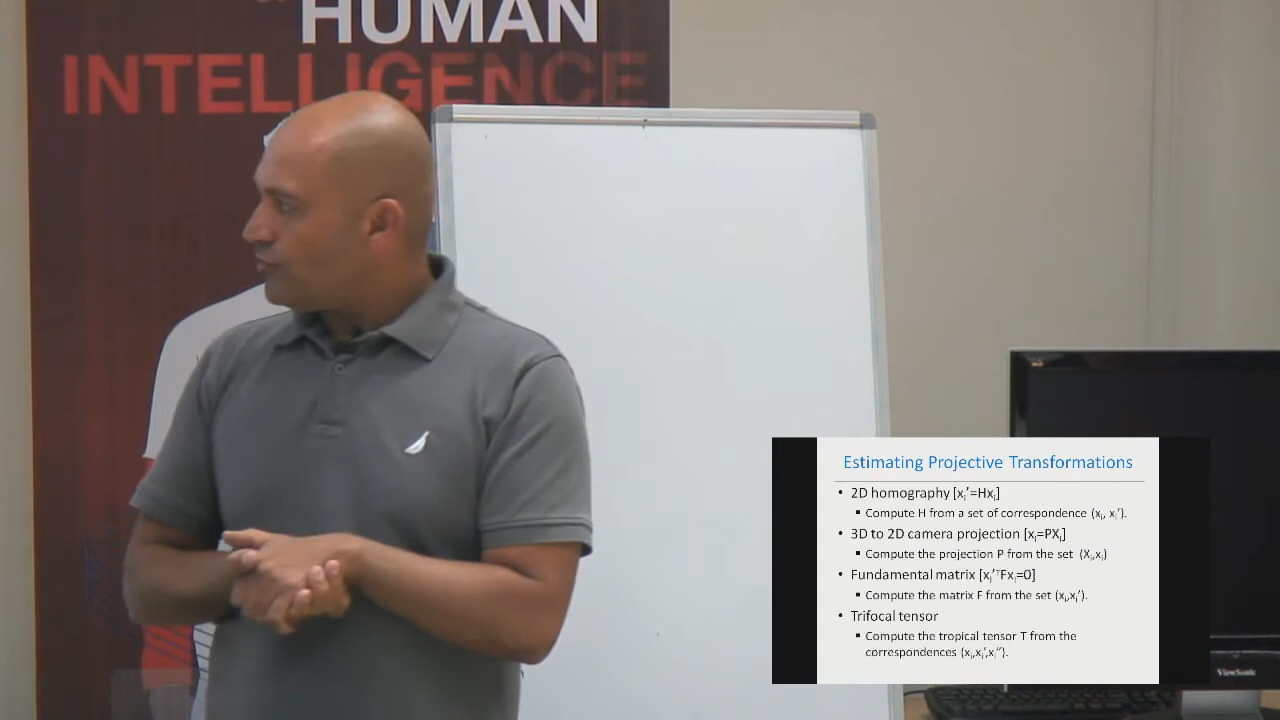 HUMAN
INTELLIGENCE
Estimating Projective Transformations
• 2D homography [xᵢ'=Hxᵢ]
▪ Compute H from a set of correspondence (xᵢ, xᵢ').
• 3D to 2D camera projection [xᵢ=PXᵢ]
▪ Compute the projection P from the set (Xᵢ,xᵢ)
• Fundamental matrix [xᵢ'ᵀFxᵢ=0]
▪ Compute the matrix F from the set (xᵢ,xᵢ').
• Trifocal tensor
▪ Compute the tropical tensor T from the
correspondences (xᵢ,xᵢ',xᵢ'').
ViewSonic